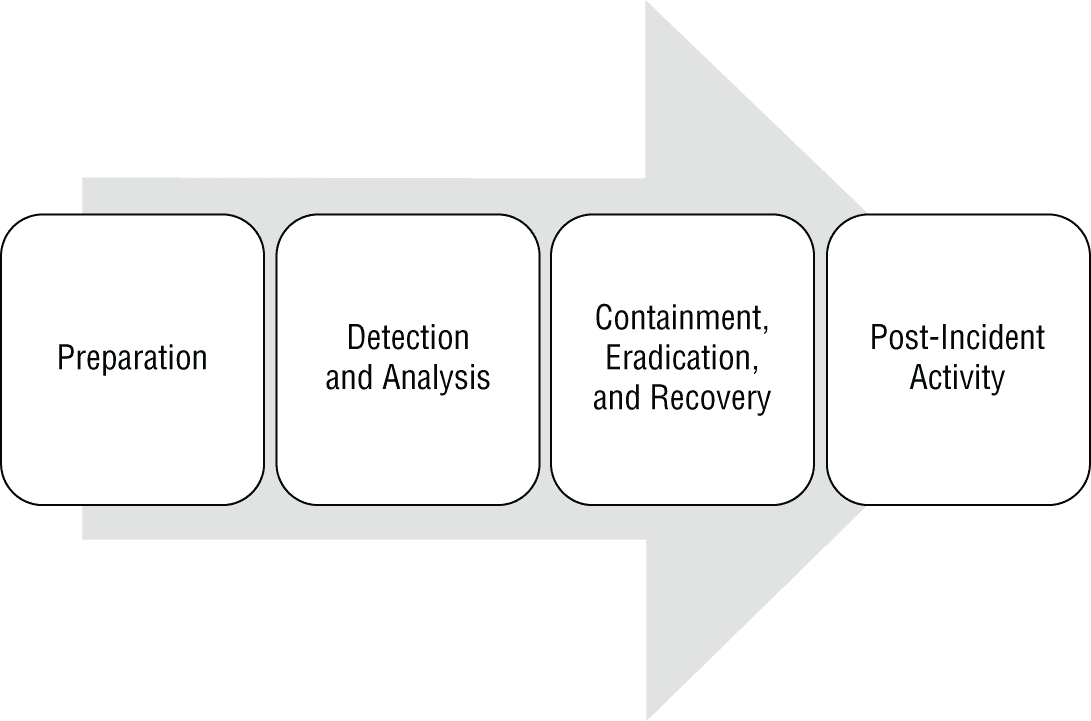 Preparation
Detection
and Analysis
Containment,
Eradication,
and Recovery
Post-Incident
Activity